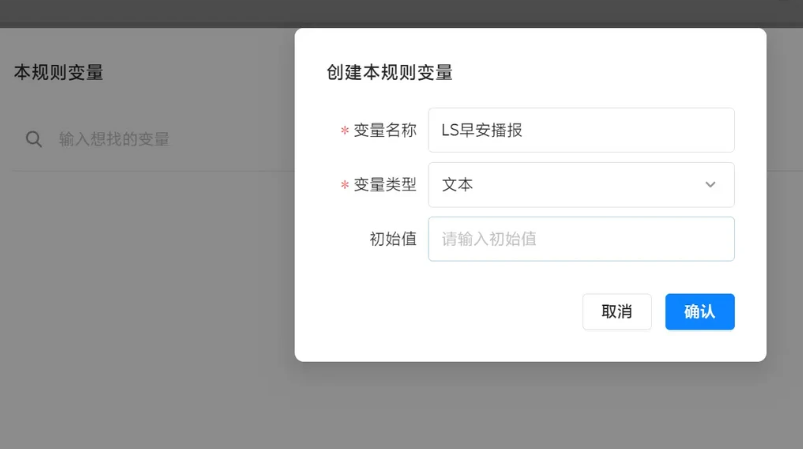 本规则变量
输入想找的变量
创建本规则变量
* 变量名称 LS早安播报
* 变量类型 文本
初始值 请输入初始值
取消 确认